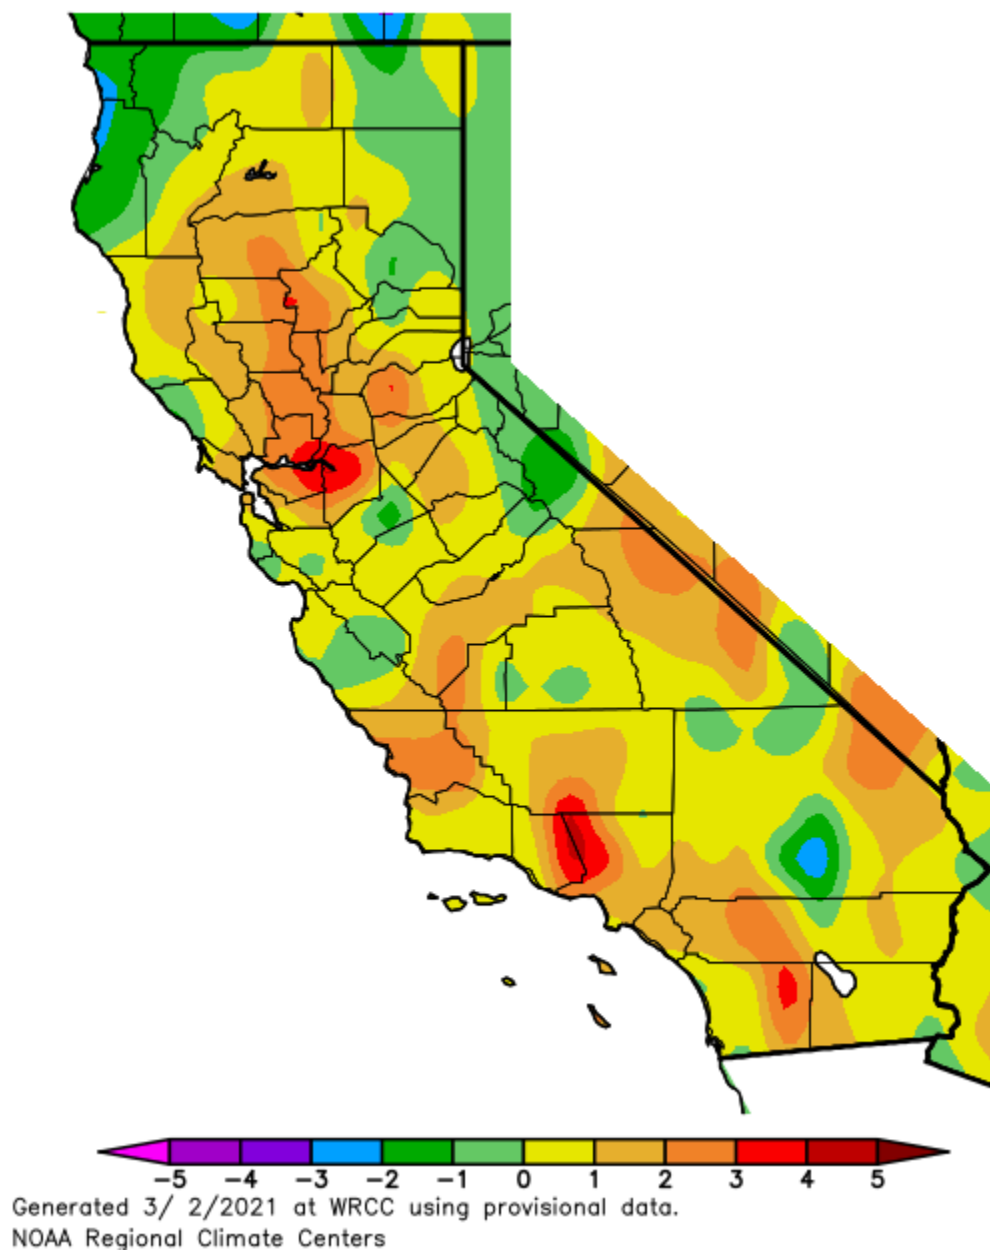 -5 -4 -3 -2 -1 0 1 2 3 4 5
Generated 3/ 2/2021 at WRCC using provisional data.
NOAA Regional Climate Centers